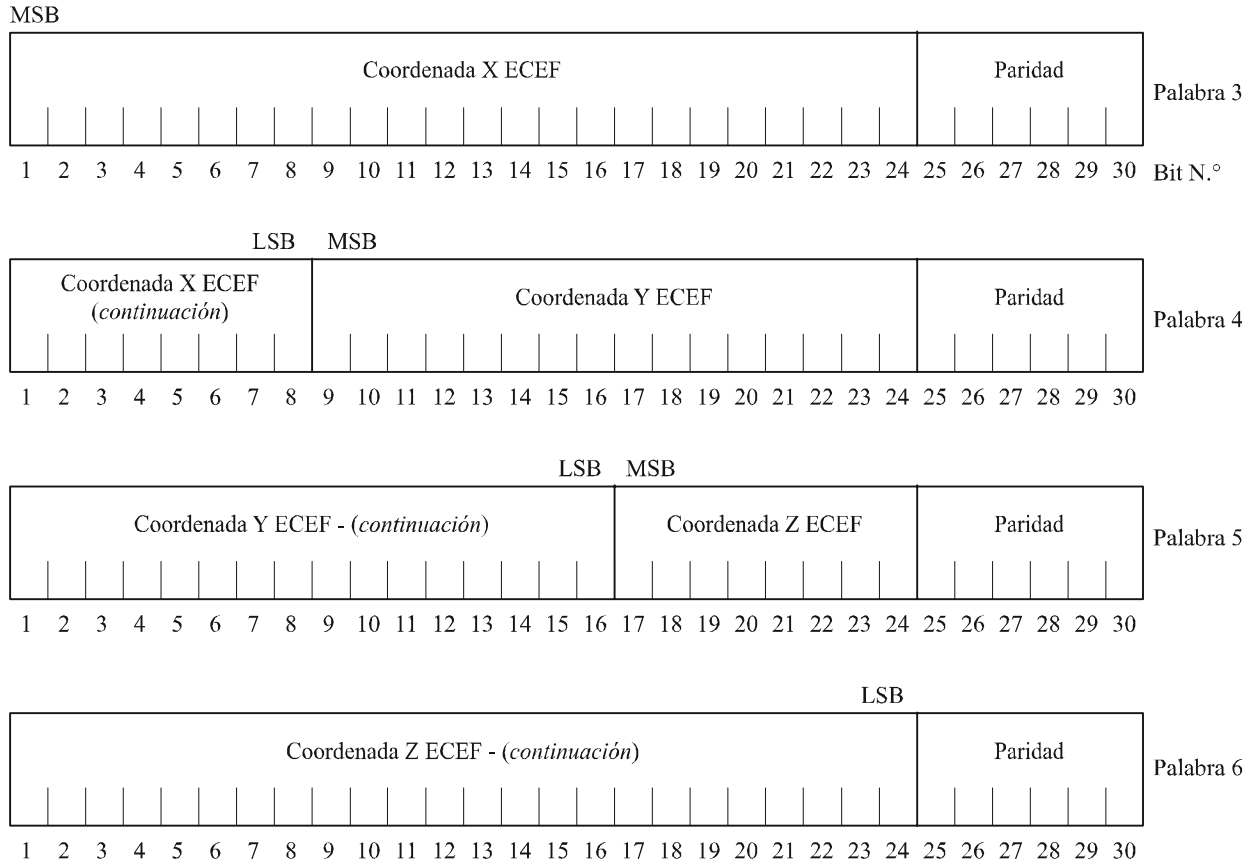 MSB
Coordenada X ECEF Paridad
Palabra 3
1 2 3 4 5 6 7 8 9 10 11 12 13 14 15 16 17 18 19 20 21 22 23 24 25 26 27 28 29 30 Bit N.°
LSB MSB
Coordenada X ECEF
(continuación)
Coordenada Y ECEF Paridad
Palabra 4
1 2 3 4 5 6 7 8 9 10 11 12 13 14 15 16 17 18 19 20 21 22 23 24 25 26 27 28 29 30
LSB MSB
Coordenada Y ECEF - (continuación) Coordenada Z ECEF Paridad
Palabra 5
1 2 3 4 5 6 7 8 9 10 11 12 13 14 15 16 17 18 19 20 21 22 23 24 25 26 27 28 29 30
LSB
Coordenada Z ECEF - (continuación) Paridad
Palabra 6
1 2 3 4 5 6 7 8 9 10 11 12 13 14 15 16 17 18 19 20 21 22 23 24 25 26 27 28 29 30